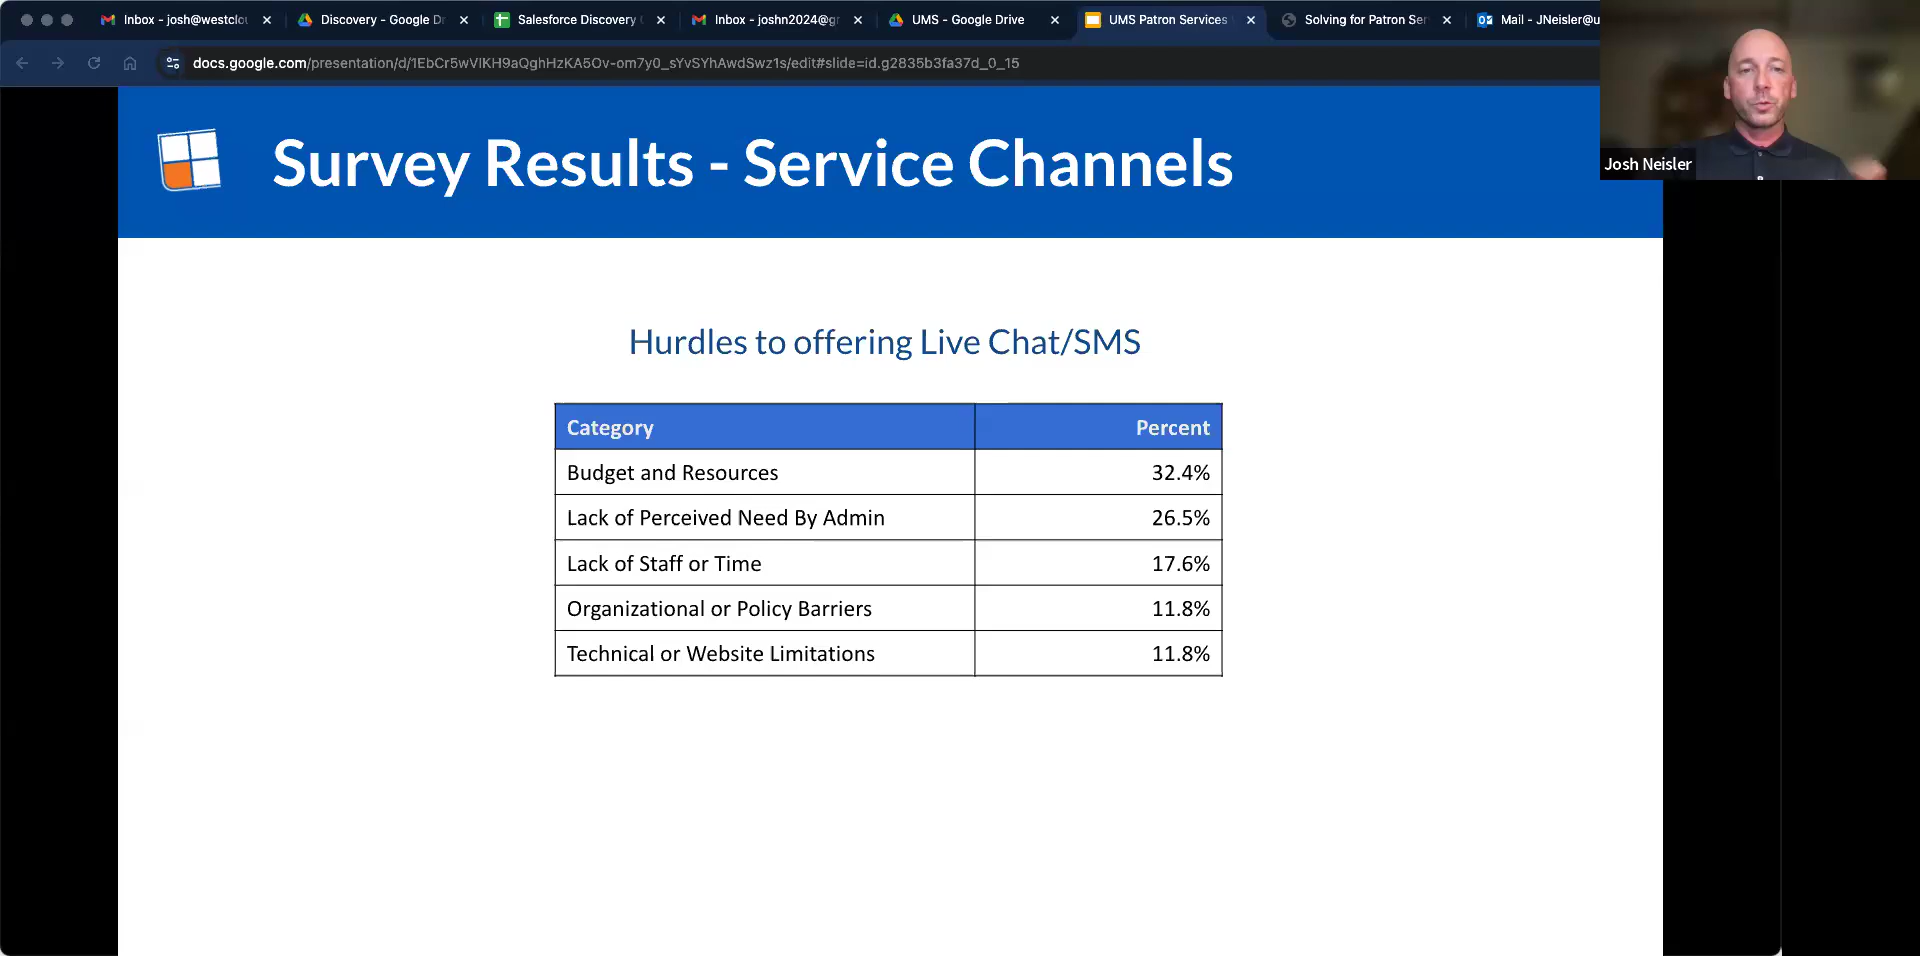 Inbox - josh@westclou
Discovery - Google Dr
Salesforce Discovery
Inbox - joshn2024@g
UMS - Google Drive
UMS Patron Services
Solving for Patron Ser
Mail - JNeisler@u
docs.google.com/presentation/d/1EbCr5wVIKH9aQghHzKA5Ov-om7y0_sYvSYhAwdSwz1s/edit#slide=id.g2835b3fa37d_0_15
Josh Neisler
Survey Results - Service Channels
Hurdles to offering Live Chat/SMS
Category Percent
Budget and Resources 32.4%
Lack of Perceived Need By Admin 26.5%
Lack of Staff or Time 17.6%
Organizational or Policy Barriers 11.8%
Technical or Website Limitations 11.8%